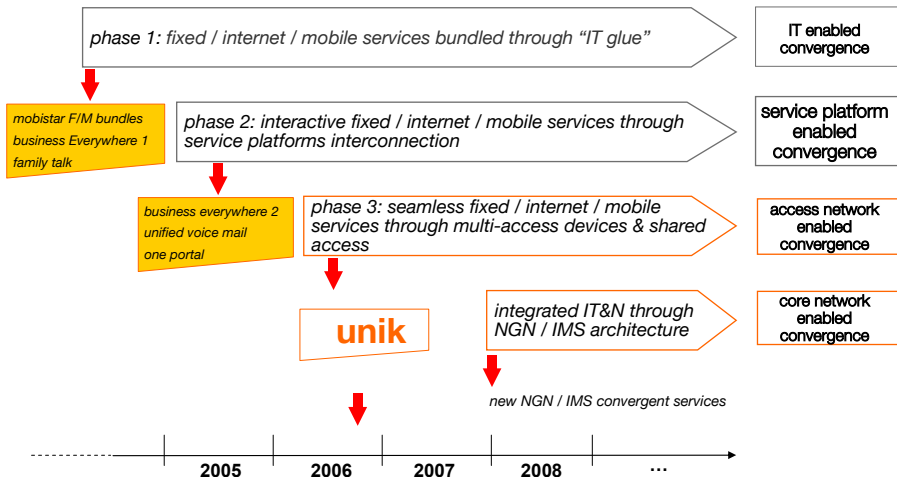 phase 1: fixed / internet / mobile services bundled through “IT glue”
IT enabled
convergence
mobistar F/M bundles
business Everywhere 1
family talk
phase 2: interactive fixed / internet / mobile services through
service platforms interconnection
service platform
enabled
convergence
business everywhere 2
unified voice mail
one portal
phase 3: seamless fixed / internet / mobile
services through multi-access devices & shared
access
access network
enabled
convergence
unik
integrated IT&N through
NGN / IMS architecture
core network
enabled
convergence
new NGN / IMS convergent services
2005
2006
2007
2008
...